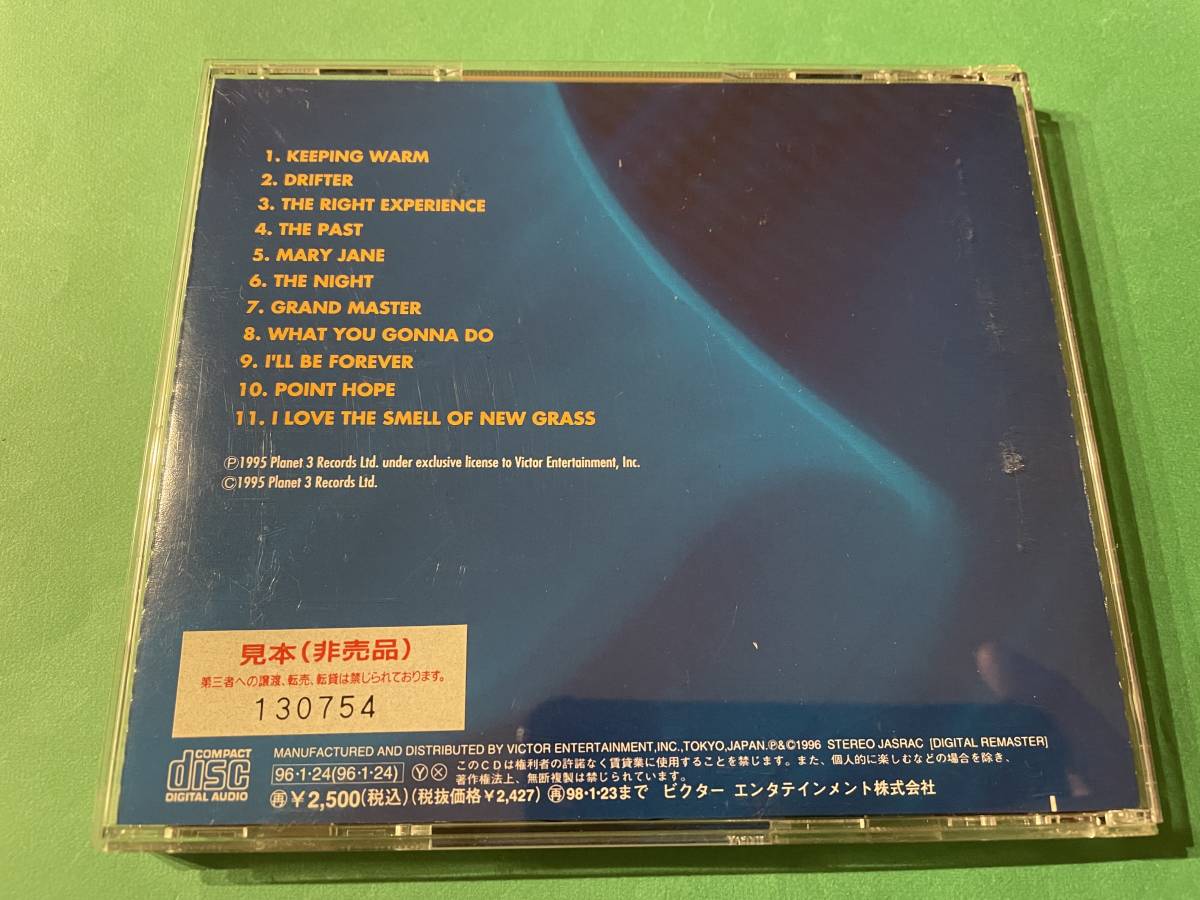 1. KEEPING WARM
2. DRIFTER
3. THE RIGHT EXPERIENCE
4. THE PAST
5. MARY JANE
6. THE NIGHT
7. GRAND MASTER
8. WHAT YOU GONNA DO
9. I'LL BE FOREVER
10. POINT HOPE
11. I LOVE THE SMELL OF NEW GRASS
Ⓟ1995 Planet 3 Records Ltd. under exclusive license to Victor Entertainment, Inc.
©1995 Planet 3 Records Ltd.
見本(非売品)
第三者への譲渡、転売、転貸は禁じられております。
130754
COMPACT
disc
DIGITAL AUDIO
MANUFACTURED AND DISTRIBUTED BY VICTOR ENTERTAINMENT,INC.,TOKYO,JAPAN.Ⓟ&©1996 STEREO JASRAC [DIGITAL REMASTER]
96・1・24(96・1・24) Ⓨ ⓧ このCDは権利者の許諾なく賃貸業に使用することを禁じます。また、個人的に楽しむなどの場合を除き、
著作権法上、無断複製は禁じられています。
再¥2,500(税込)(税抜価格¥2,427) 再98・1・23まで ビクター エンタテインメント株式会社